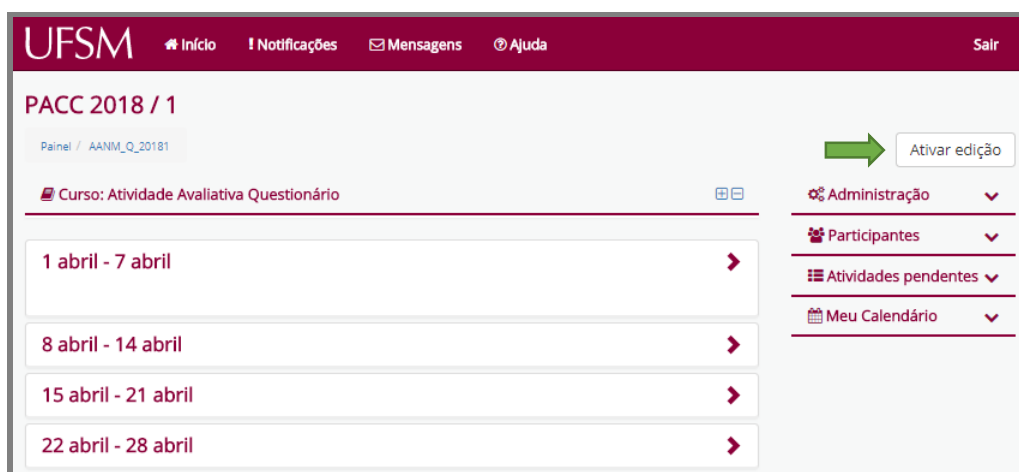 UFSM Início ! Notificações Mensagens Ajuda Sair
PACC 2018 / 1
Painel / AANM_Q_20181
Ativar edição
Curso: Atividade Avaliativa Questionário
1 abril - 7 abril
8 abril - 14 abril
15 abril - 21 abril
22 abril - 28 abril
Administração
Participantes
Atividades pendentes
Meu Calendário